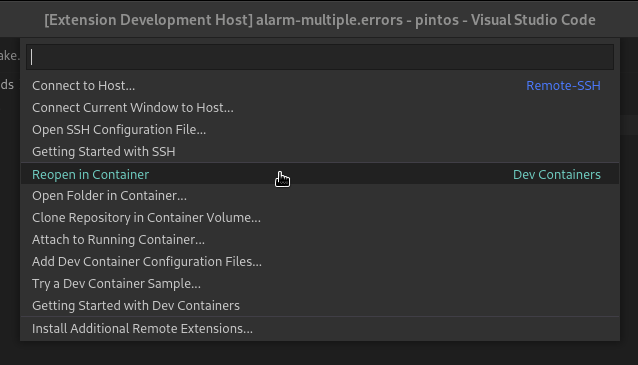 [Extension Development Host] alarm-multiple.errors - pintos - Visual Studio Code
ake.
ds
Connect to Host... Remote-SSH
Connect Current Window to Host...
Open SSH Configuration File...
Getting Started with SSH
Reopen in Container Dev Containers
Open Folder in Container...
Clone Repository in Container Volume...
Attach to Running Container...
Add Dev Container Configuration Files...
Try a Dev Container Sample...
Getting Started with Dev Containers
Install Additional Remote Extensions...